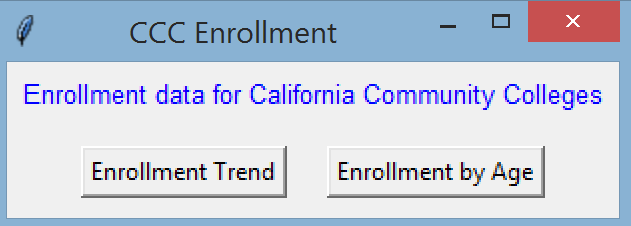 CCC Enrollment
Enrollment data for California Community Colleges
Enrollment Trend
Enrollment by Age